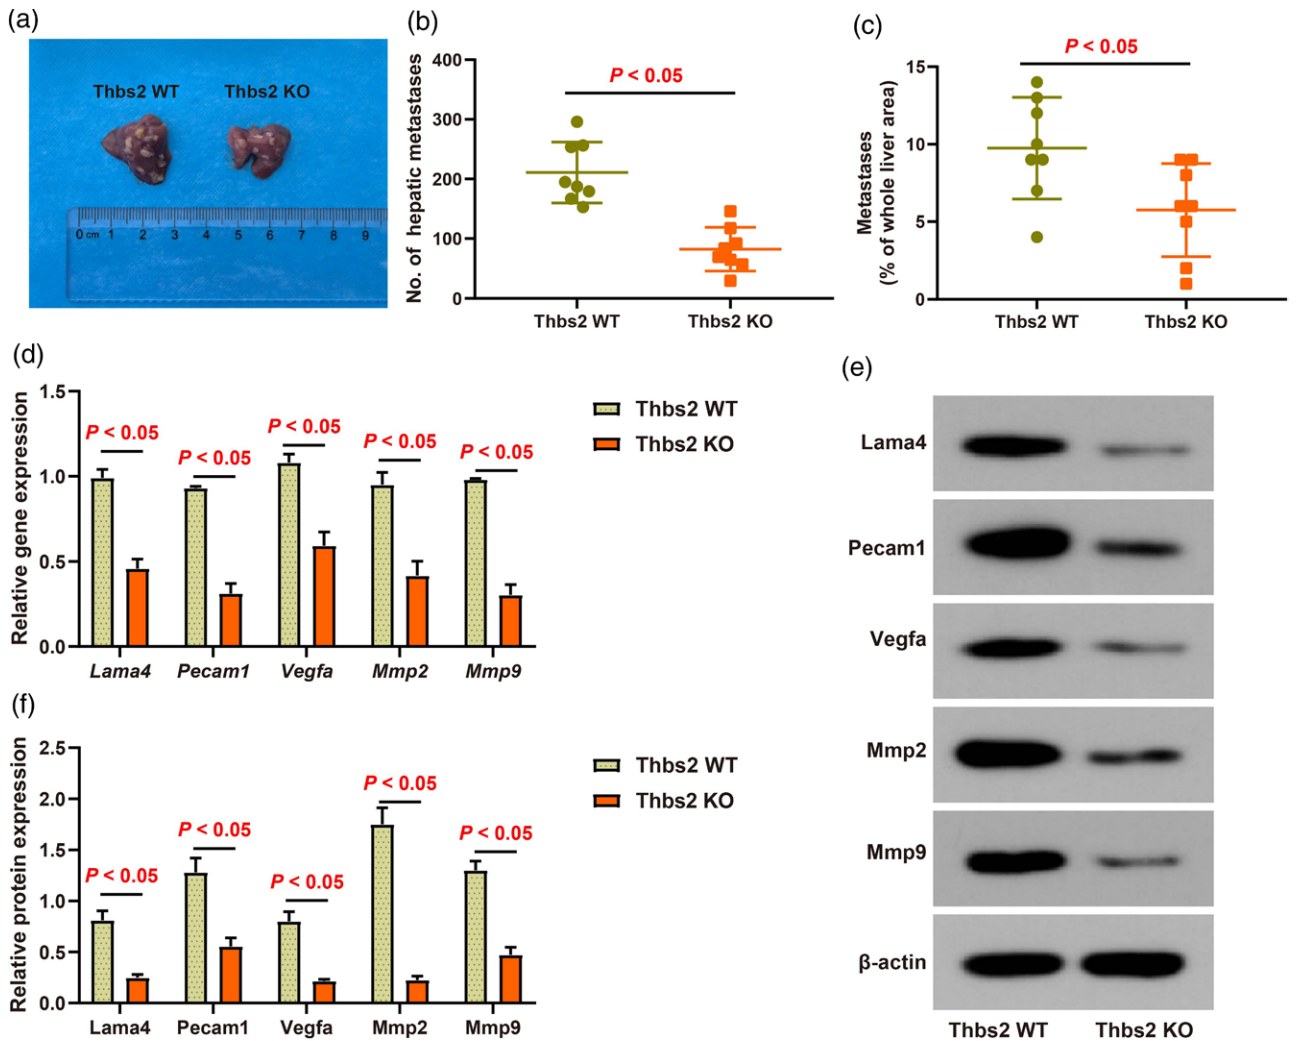 (a)
Thbs2 WT Thbs2 KO
0 cm 1 2 3 4 5 6 7 8 9
(b)
No. of hepatic metastases
400
300
200
100
0
P < 0.05
Thbs2 WT Thbs2 KO
(c)
Metastases
(% of whole liver area)
15
10
5
0
P < 0.05
Thbs2 WT Thbs2 KO
(d)
Relative gene expression
1.5
1.0
0.5
0.0
P < 0.05
P < 0.05
P < 0.05
P < 0.05
P < 0.05
Lama4 Pecam1 Vegfa Mmp2 Mmp9
Thbs2 WT
Thbs2 KO
(e)
Lama4
Pecam1
Vegfa
Mmp2
Mmp9
β-actin
Thbs2 WT Thbs2 KO
(f)
Relative protein expression
2.5
2.0
1.5
1.0
0.5
0.0
P < 0.05
P < 0.05
P < 0.05
P < 0.05
P < 0.05
Lama4 Pecam1 Vegfa Mmp2 Mmp9
Thbs2 WT
Thbs2 KO